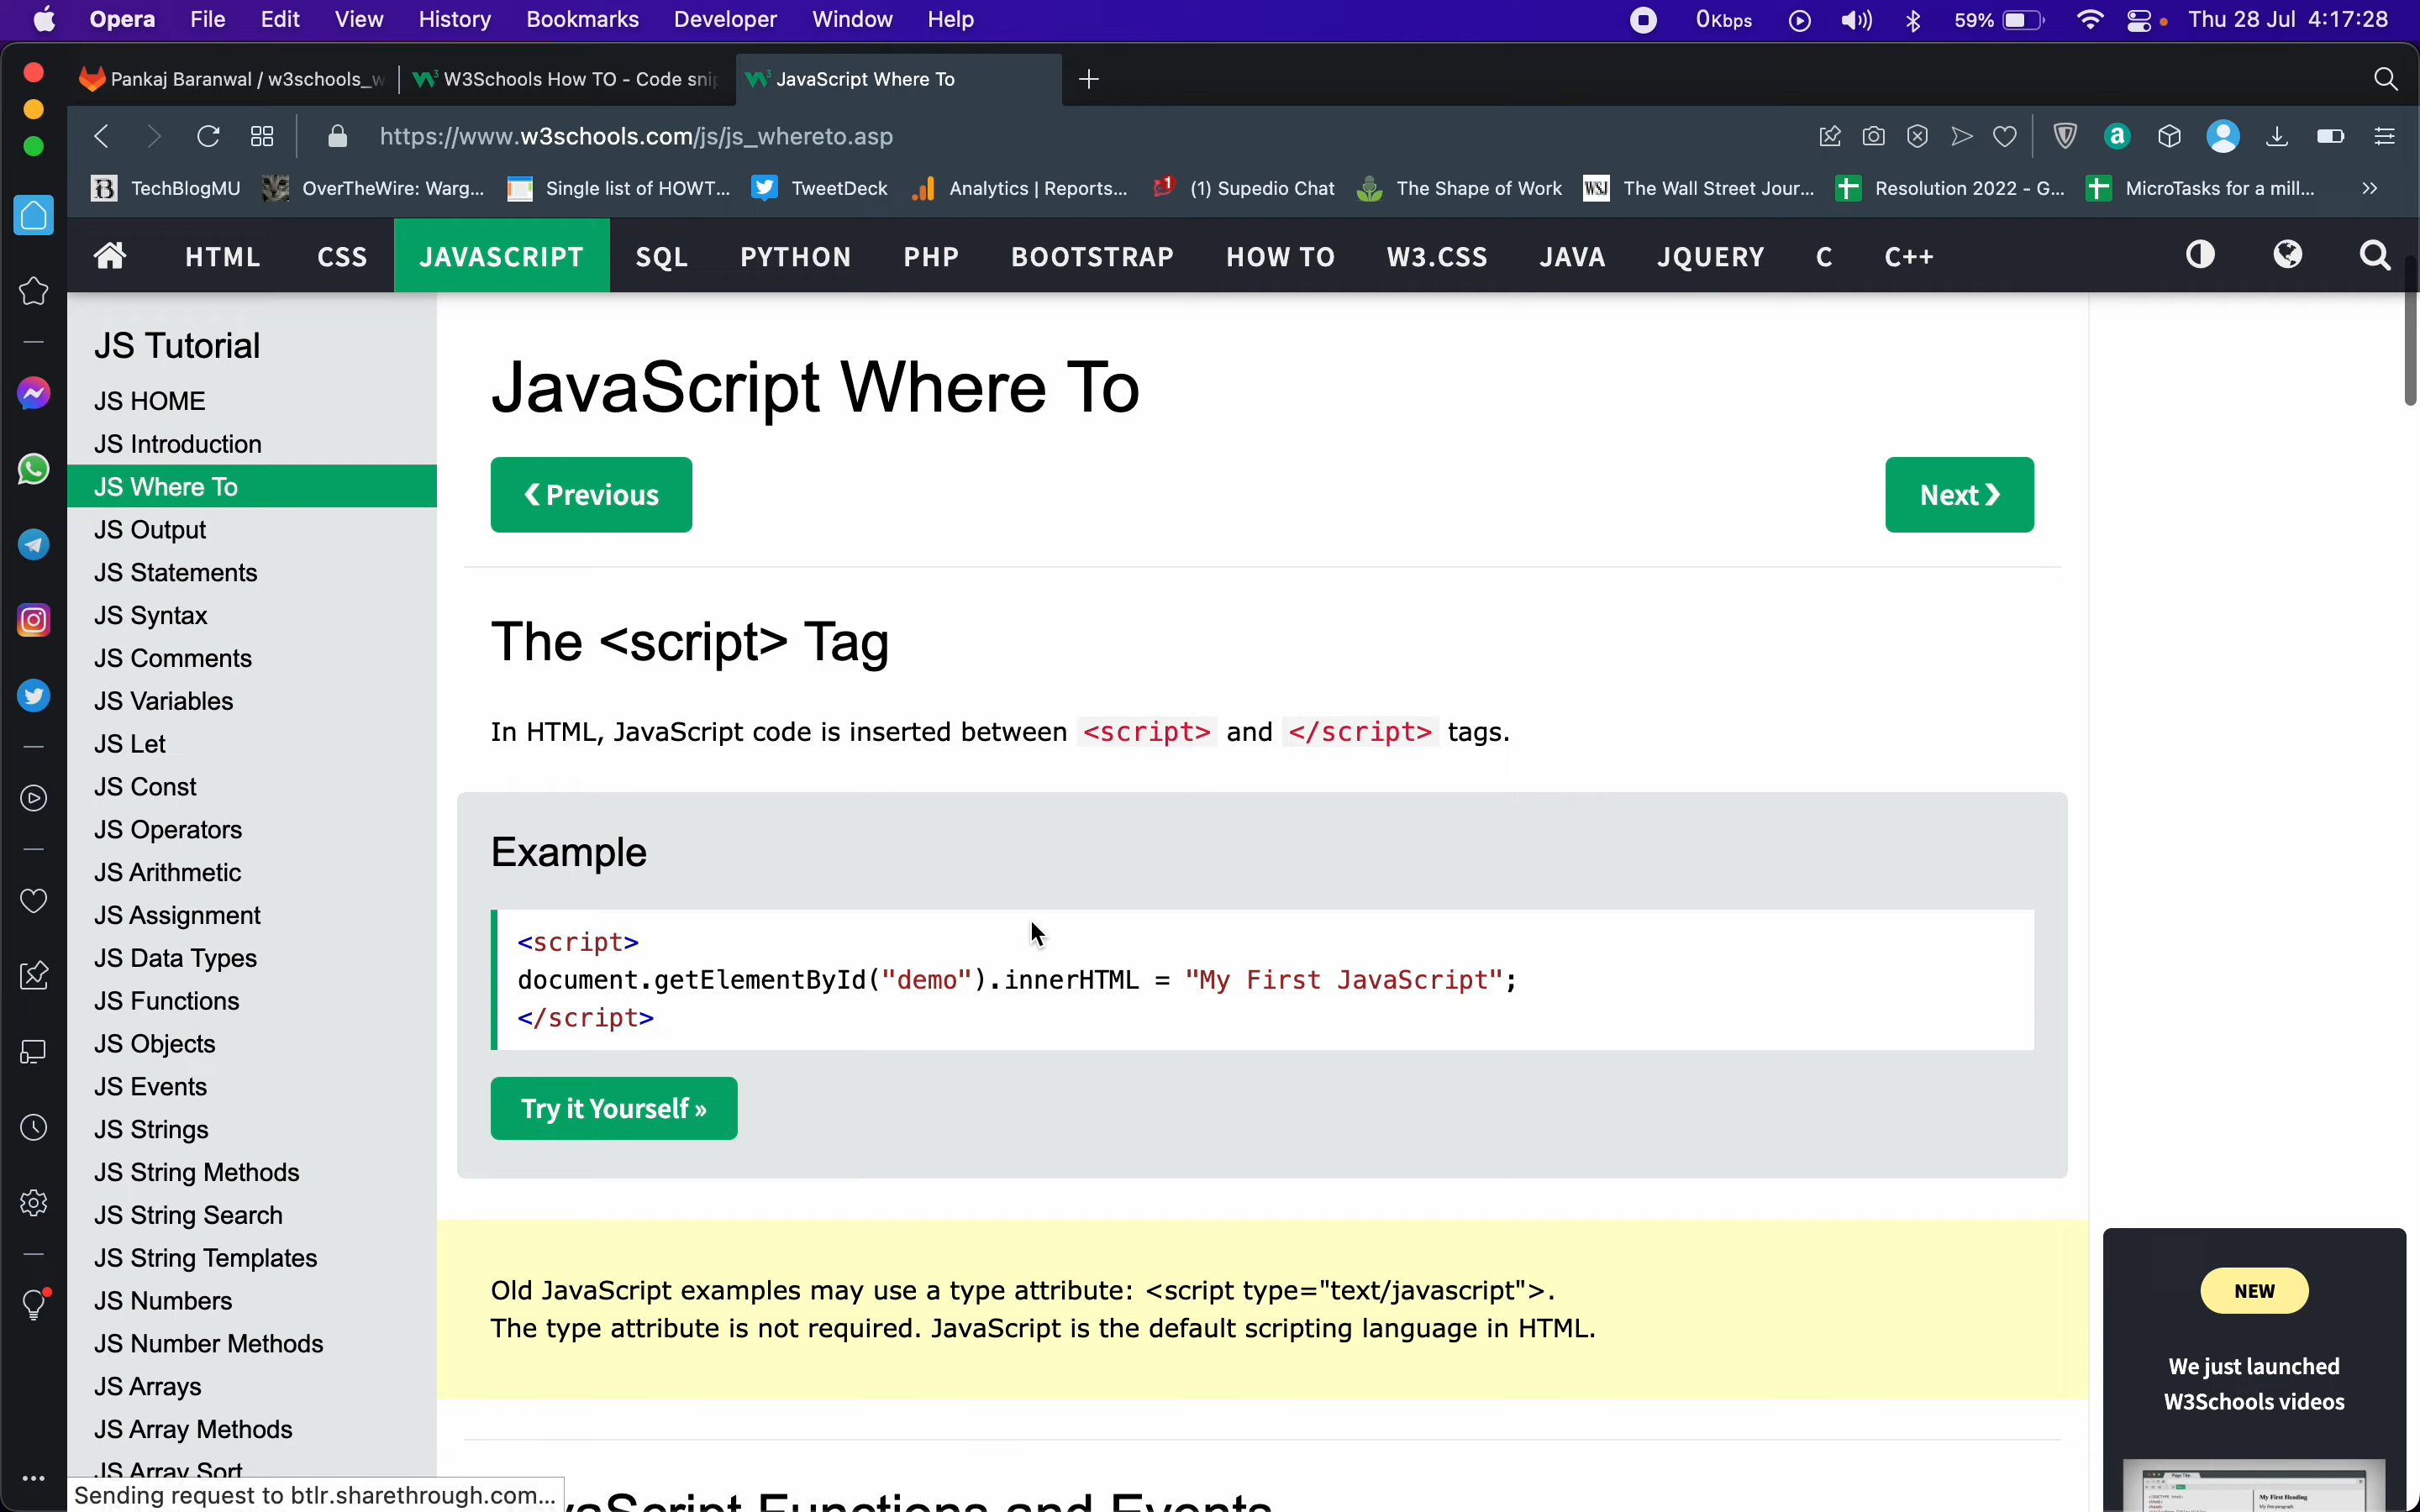 Opera File Edit View History Bookmarks Developer Window Help 0Kbps 59% Thu 28 Jul 4:17:28
Pankaj Baranwal / w3schools_w W3Schools How TO - Code snip JavaScript Where To
https://www.w3schools.com/js/js_whereto.asp
TechBlogMU OverTheWire: Warg... Single list of HOWT... TweetDeck Analytics | Reports... (1) Supedio Chat The Shape of Work WSJ The Wall Street Jour... Resolution 2022 - G... MicroTasks for a mill...
HTML CSS JAVASCRIPT SQL PYTHON PHP BOOTSTRAP HOW TO W3.CSS JAVA JQUERY C C++
JS Tutorial
JS HOME
JS Introduction
JS Where To
JS Output
JS Statements
JS Syntax
JS Comments
JS Variables
JS Let
JS Const
JS Operators
JS Arithmetic
JS Assignment
JS Data Types
JS Functions
JS Objects
JS Events
JS Strings
JS String Methods
JS String Search
JS String Templates
JS Numbers
JS Number Methods
JS Arrays
JS Array Methods
JS Array Sort
Sending request to btlr.sharethrough.com...
JavaScript Where To
❮ Previous
Next ❯
The <script> Tag
In HTML, JavaScript code is inserted between <script> and </script> tags.
Example
<script>
document.getElementById("demo").innerHTML = "My First JavaScript";
</script>
Try it Yourself »
Old JavaScript examples may use a type attribute: <script type="text/javascript">.
The type attribute is not required. JavaScript is the default scripting language in HTML.
Functions and Events
NEW
We just launched
W3Schools videos
My First Heading